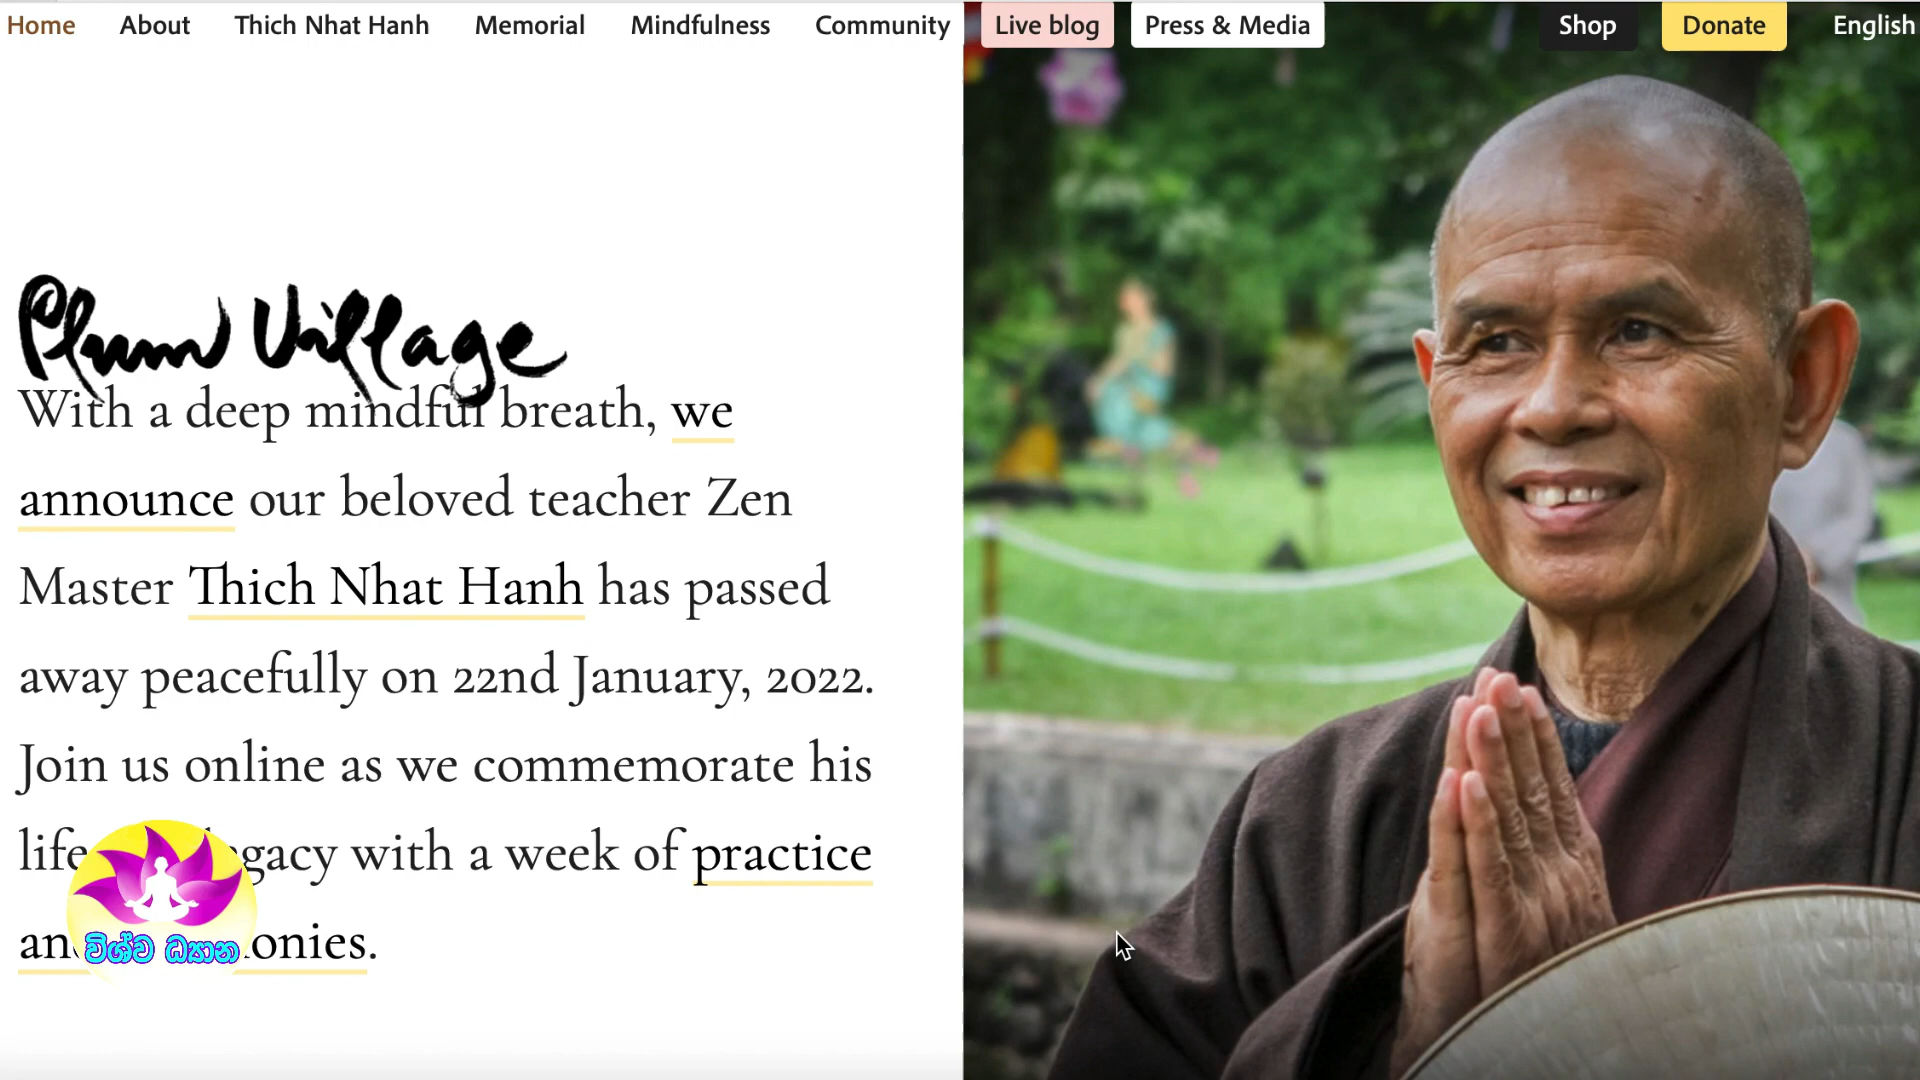 Home About Thich Nhat Hanh Memorial Mindfulness Community Live blog Press & Media Shop Donate English
Plum Village
With a deep mindful breath, we
announce our beloved teacher Zen
Master Thich Nhat Hanh has passed
away peacefully on 22nd January, 2022.
Join us online as we commemorate his
life gacy with a week of practice
an onies.
විශ්ව ධ්‍යාන